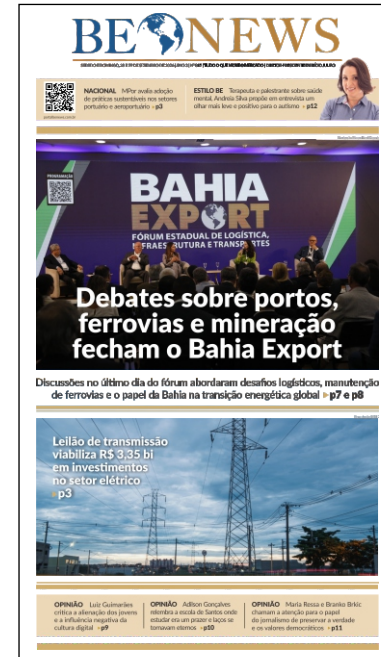 BE NEWS
NACIONAL MPor avalia adoção
de práticas sustentáveis nos setores
portuário e aeroportuário ▸p3
ESTILO BE Terapeuta e palestrante sobre saúde
mental, Andreia Silva propõe em entrevista um
olhar mais leve e positivo para o autismo ▸p12
PROGRAMAÇÃO
BAHIA
EXPORT
FÓRUM ESTADUAL DE LOGÍSTICA,
INFRAESTRUTURA E TRANSPORTES
Debates sobre portos,
ferrovias e mineração
fecham o Bahia Export
Discussões no último dia do fórum abordaram desafios logísticos, manutenção
de ferrovias e o papel da Bahia na transição energética global ▸p7 e p8
Leilão de transmissão
viabiliza R$ 3,35 bi
em investimentos
no setor elétrico
▸p3
OPINIÃO Luiz Guimarães
critica a alienação dos jovens
e a influência negativa da
cultura digital ▸p9
OPINIÃO Adilson Gonçalves
relembra a escola de Santos onde
estudar era um prazer e laços se
tornavam eternos ▸p10
OPINIÃO Maria Ressa e Branko Brkic
chamam a atenção para o papel
do jornalismo de preservar a verdade
e os valores democráticos ▸p11